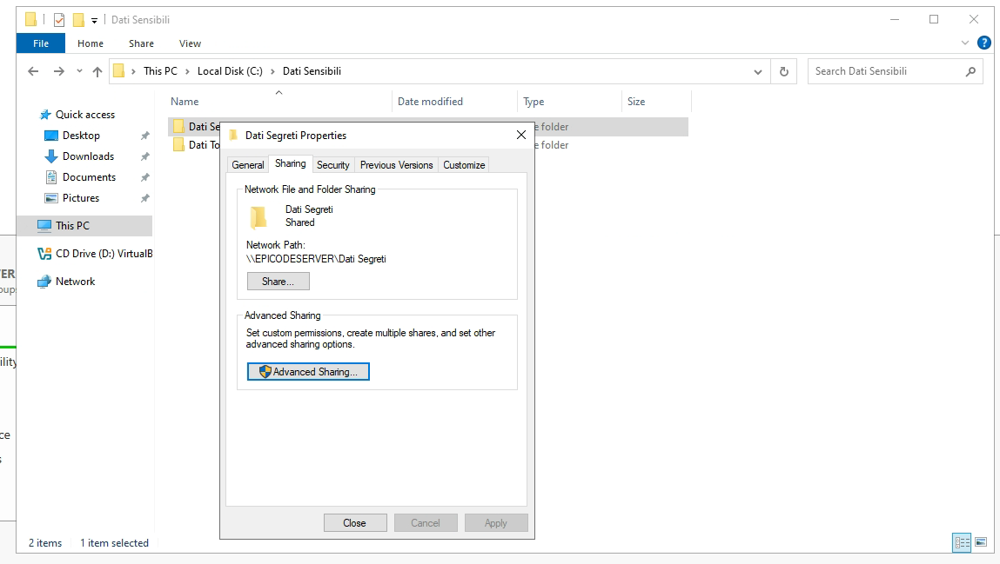 Dati Sensibili
File Home Share View
This PC Local Disk (C:) Dati Sensibili
Search Dati Sensibili
Name Date modified Type Size
Quick access
Desktop
Downloads
Documents
Pictures
This PC
CD Drive (D:) VirtualB
Network
Dati Se
e folder
Dati To
e folder
Dati Segreti Properties
General Sharing Security Previous Versions Customize
Network File and Folder Sharing
Dati Segreti
Shared
Network Path:
\\EPICODESERVER\Dati Segreti
Share...
Advanced Sharing
Set custom permissions, create multiple shares, and set other
advanced sharing options.
Advanced Sharing...
Close Cancel Apply
2 items 1 item selected
VER
oups
ility
ce
s